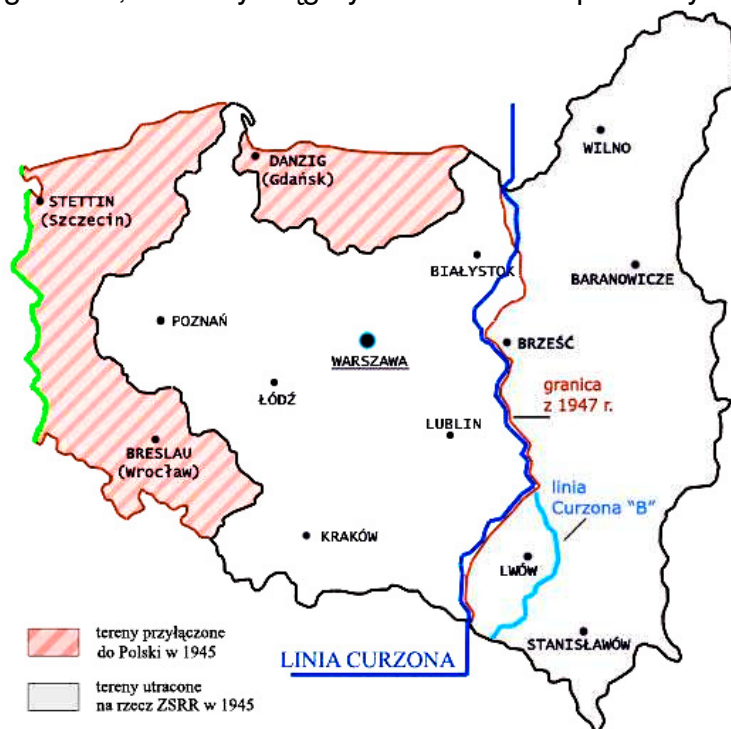 WILNO
DANZIG
(Gdańsk)
STETTIN
(Szczecin)
BIAŁYSTOK
BARANOWICZE
POZNAŃ
BRZEŚĆ
WARSZAWA
granica
z 1947 r.
ŁÓDŹ
LUBLIN
BRESLAU
(Wrocław)
linia
Curzona "B"
KRAKÓW
LWÓW
STANISŁAWÓW
tereny przyłączone
do Polski w 1945
LINIA CURZONA
tereny utracone
na rzecz ZSRR w 1945